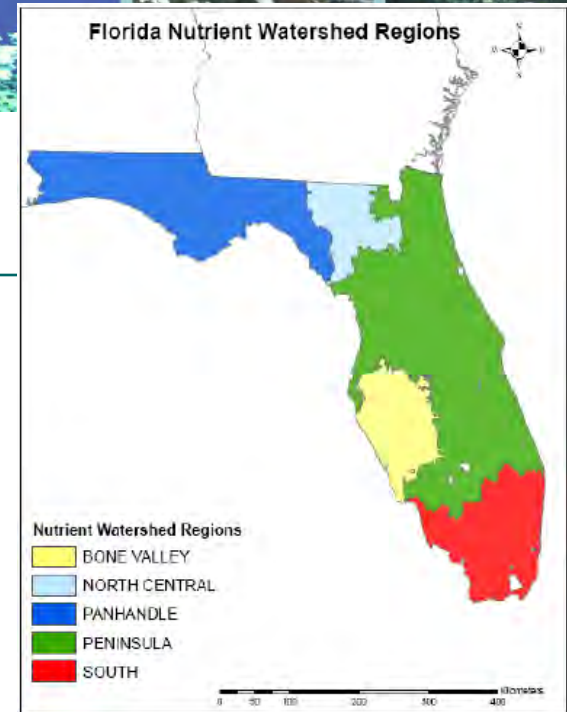 Florida Nutrient Watershed Regions
N
S
Nutrient Watershed Regions
BONE VALLEY
NORTH CENTRAL
PANHANDLE
PENINSULA
SOUTH
Kilometers
0 50 100 200 300 400